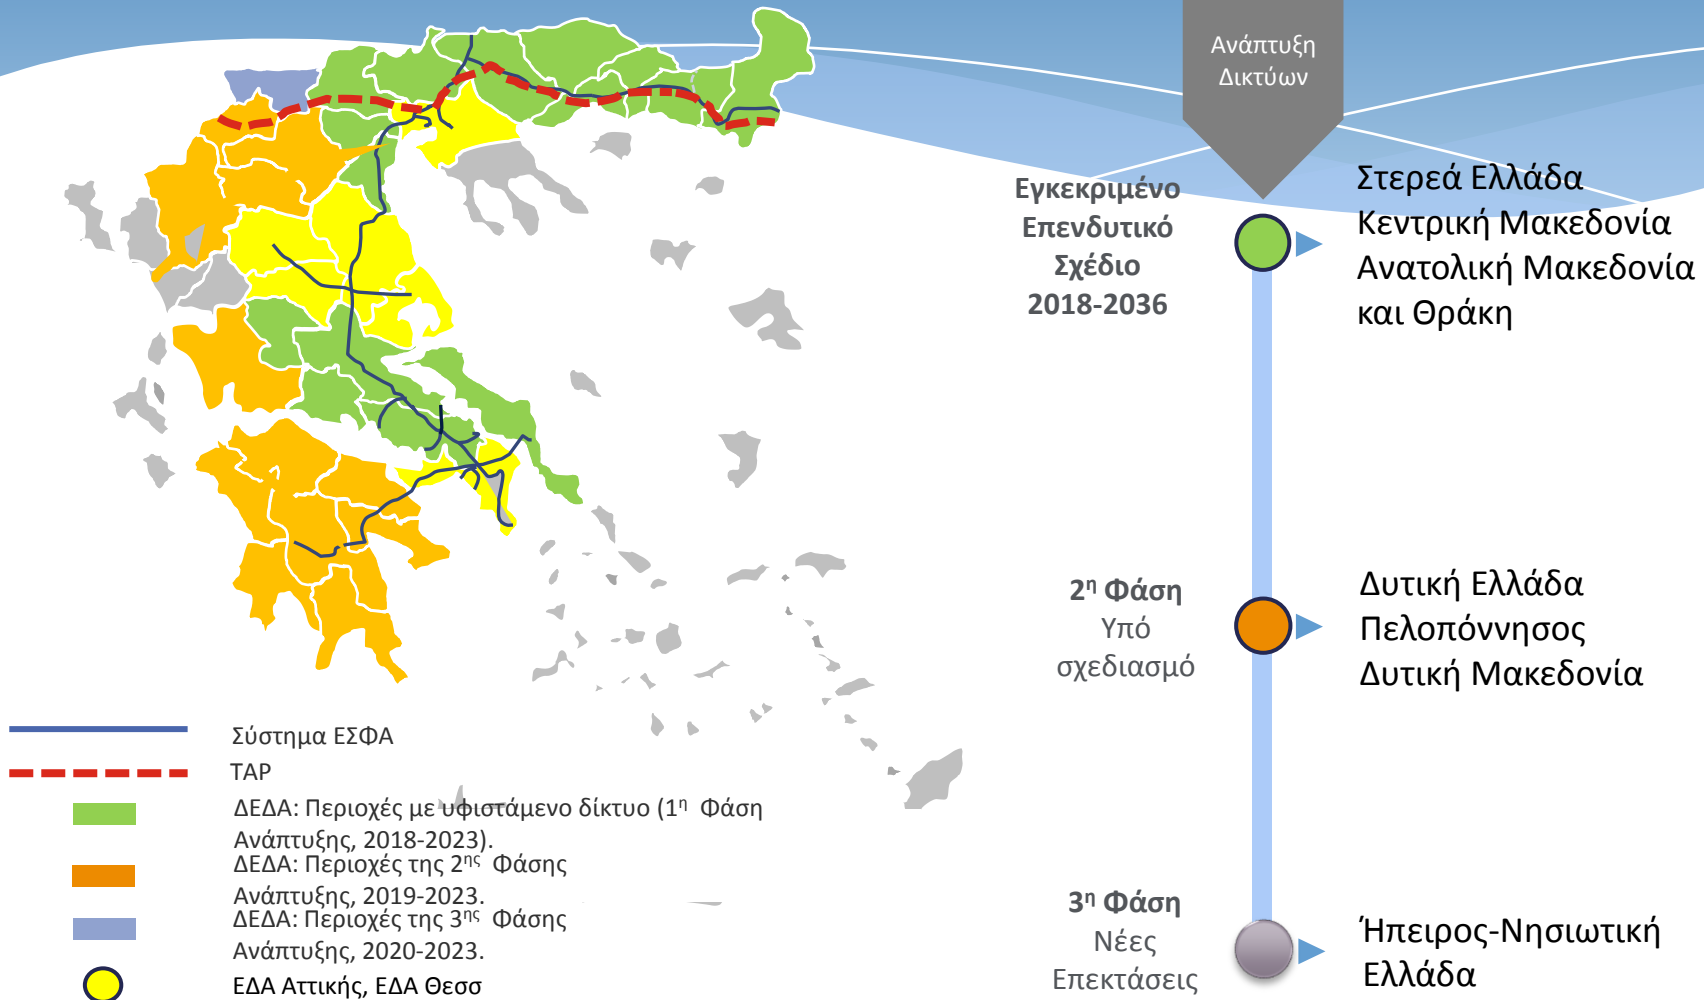 Ανάπτυξη
Δικτύων
Εγκεκριμένο
Επενδυτικό
Σχέδιο
2018-2036
Στερεά Ελλάδα
Κεντρική Μακεδονία
Ανατολική Μακεδονία
και Θράκη
2η Φάση
Υπό
σχεδιασμό
Δυτική Ελλάδα
Πελοπόννησος
Δυτική Μακεδονία
3η Φάση
Νέες
Επεκτάσεις
Ήπειρος-Νησιωτική
Ελλάδα
Σύστημα ΕΣΦΑ
TAP
ΔΕΔΑ: Περιοχές με υφιστάμενο δίκτυο (1η Φάση
Ανάπτυξης, 2018-2023).
ΔΕΔΑ: Περιοχές της 2ης Φάσης
Ανάπτυξης, 2019-2023.
ΔΕΔΑ: Περιοχές της 3ης Φάσης
Ανάπτυξης, 2020-2023.
ΕΔΑ Αττικής, ΕΔΑ Θεσσ